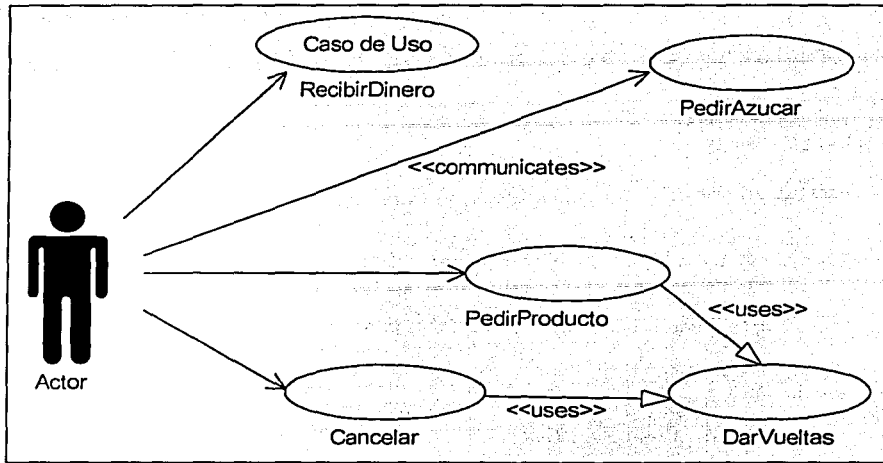 Caso de Uso
RecibirDinero
PedirAzucar
<<communicates>>
PedirProducto
<<uses>>
Actor
<<uses>>
Cancelar
DarVueltas